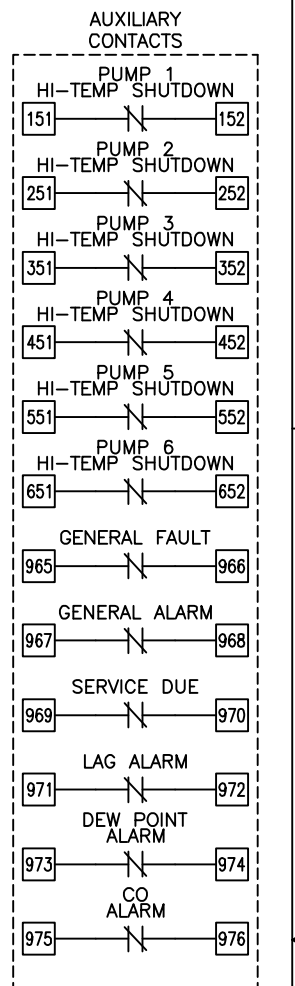 AUXILIARY
CONTACTS
PUMP 1
HI-TEMP SHUTDOWN
151 152
PUMP 2
HI-TEMP SHUTDOWN
251 252
PUMP 3
HI-TEMP SHUTDOWN
351 352
PUMP 4
HI-TEMP SHUTDOWN
451 452
PUMP 5
HI-TEMP SHUTDOWN
551 552
PUMP 6
HI-TEMP SHUTDOWN
651 652
GENERAL FAULT
965 966
GENERAL ALARM
967 968
SERVICE DUE
969 970
LAG ALARM
971 972
DEW POINT
ALARM
973 974
CO
ALARM
975 976